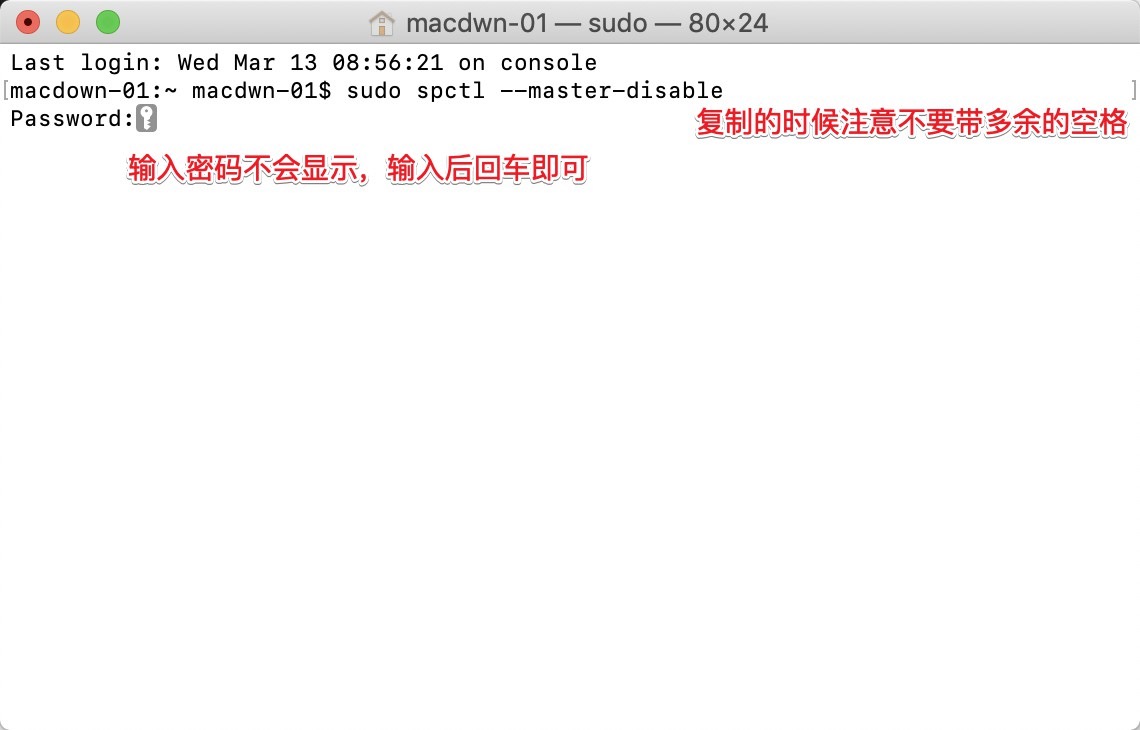 macdwn-01 — sudo — 80×24
Last login: Wed Mar 13 08:56:21 on console
[macdown-01:~ macdwn-01$ sudo spctl --master-disable ]
Password:
复制的时候注意不要带多余的空格
输入密码不会显示，输入后回车即可